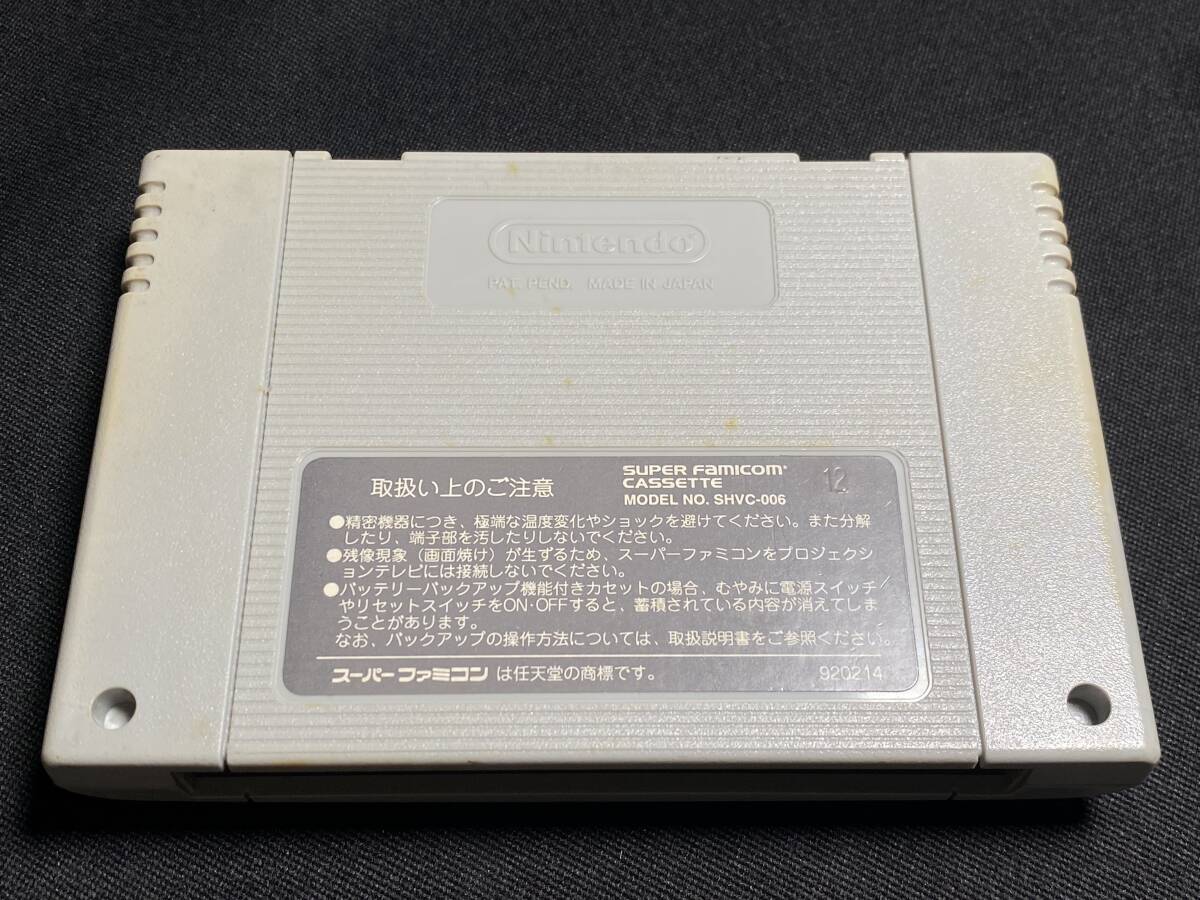 Nintendo
PAT. PEND. MADE IN JAPAN
取扱い上のご注意
SUPER FAMICOM
CASSETTE
MODEL NO. SHVC-006
12
●精密機器につき、極端な温度変化やショックを避けてください。また分解
したり、端子部を汚したりしないでください。
●残像現象（画面焼け）が生ずるため、スーパーファミコンをプロジェクシ
ョンテレビには接続しないでください。
●バッテリーバックアップ機能付きカセットの場合、むやみに電源スイッチ
やリセットスイッチをON・OFFすると、蓄積されている内容が消えてしま
うことがあります。
なお、バックアップの操作方法については、取扱説明書をご参照ください。
スーパーファミコン は任天堂の商標です。
920214